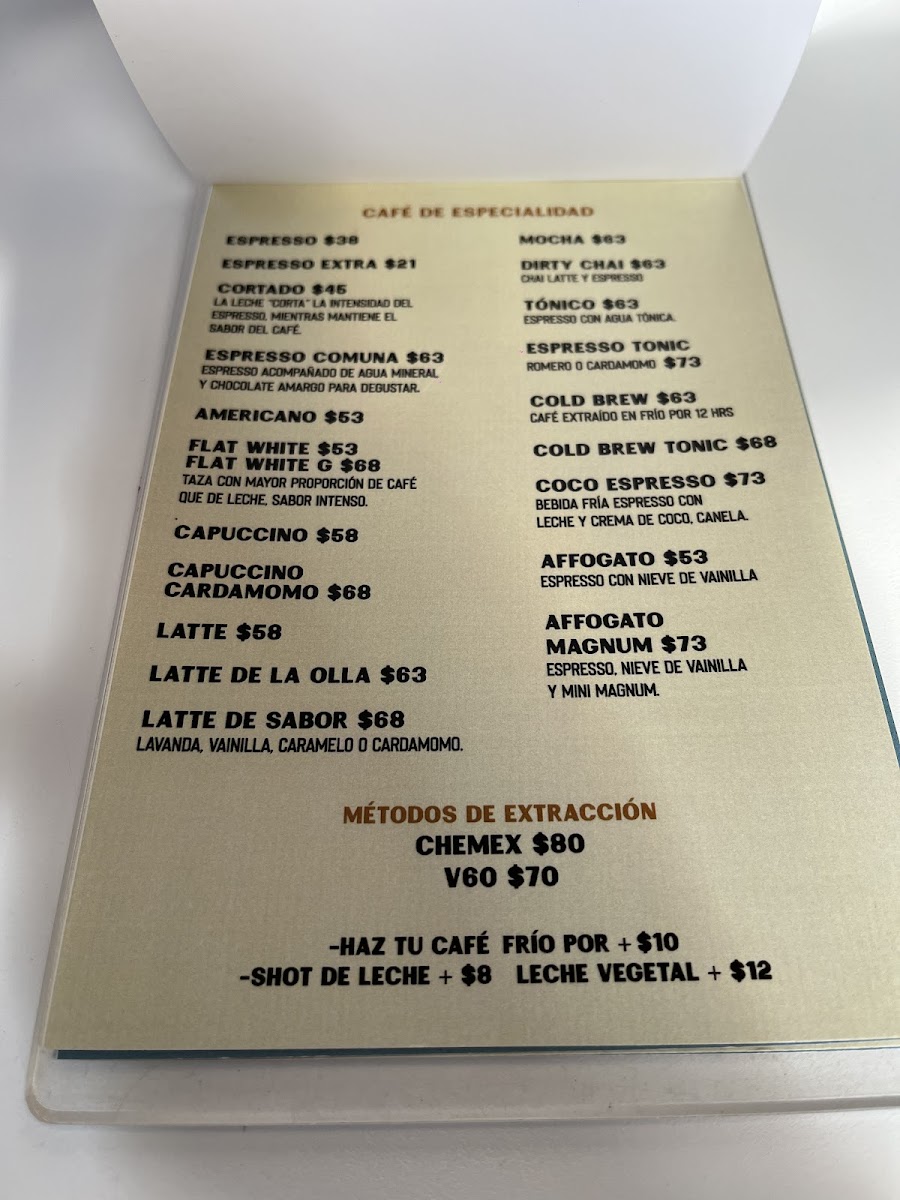 CAFÉ DE ESPECIALIDAD
ESPRESSO $38
ESPRESSO EXTRA $21
CORTADO $45
LA LECHE "CORTA" LA INTENSIDAD DEL
ESPRESSO, MIENTRAS MANTIENE EL
SABOR DEL CAFÉ.
ESPRESSO COMUNA $63
ESPRESSO ACOMPAÑADO DE AGUA MINERAL
Y CHOCOLATE AMARGO PARA DEGUSTAR.
AMERICANO $53
FLAT WHITE $53
FLAT WHITE G $68
TAZA CON MAYOR PROPORCIÓN DE CAFÉ
QUE DE LECHE, SABOR INTENSO.
CAPUCCINO $58
CAPUCCINO
CARDAMOMO $68
LATTE $58
LATTE DE LA OLLA $63
LATTE DE SABOR $68
LAVANDA, VAINILLA, CARAMELO O CARDAMOMO.
MOCHA $63
DIRTY CHAI $63
CHAI LATTE Y ESPRESSO
TÓNICO $63
ESPRESSO CON AGUA TÓNICA.
ESPRESSO TONIC
ROMERO O CARDAMOMO $73
COLD BREW $63
CAFÉ EXTRAÍDO EN FRÍO POR 12 HRS
COLD BREW TONIC $68
COCO ESPRESSO $73
BEBIDA FRÍA ESPRESSO CON
LECHE Y CREMA DE COCO, CANELA.
AFFOGATO $53
ESPRESSO CON NIEVE DE VAINILLA
AFFOGATO
MAGNUM $73
ESPRESSO, NIEVE DE VAINILLA
Y MINI MAGNUM.
MÉTODOS DE EXTRACCIÓN
CHEMEX $80
V60 $70
-HAZ TU CAFÉ FRÍO POR + $10
-SHOT DE LECHE + $8 LECHE VEGETAL + $12